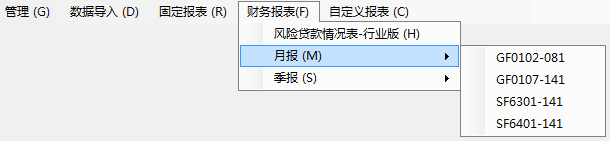 管理 (G) 数据导入 (D) 固定报表 (R) 财务报表(F) 自定义报表 (C)
风险贷款情况表-行业版 (H)
月报 (M)
季报 (S)
GF0102-081
GF0107-141
SF6301-141
SF6401-141